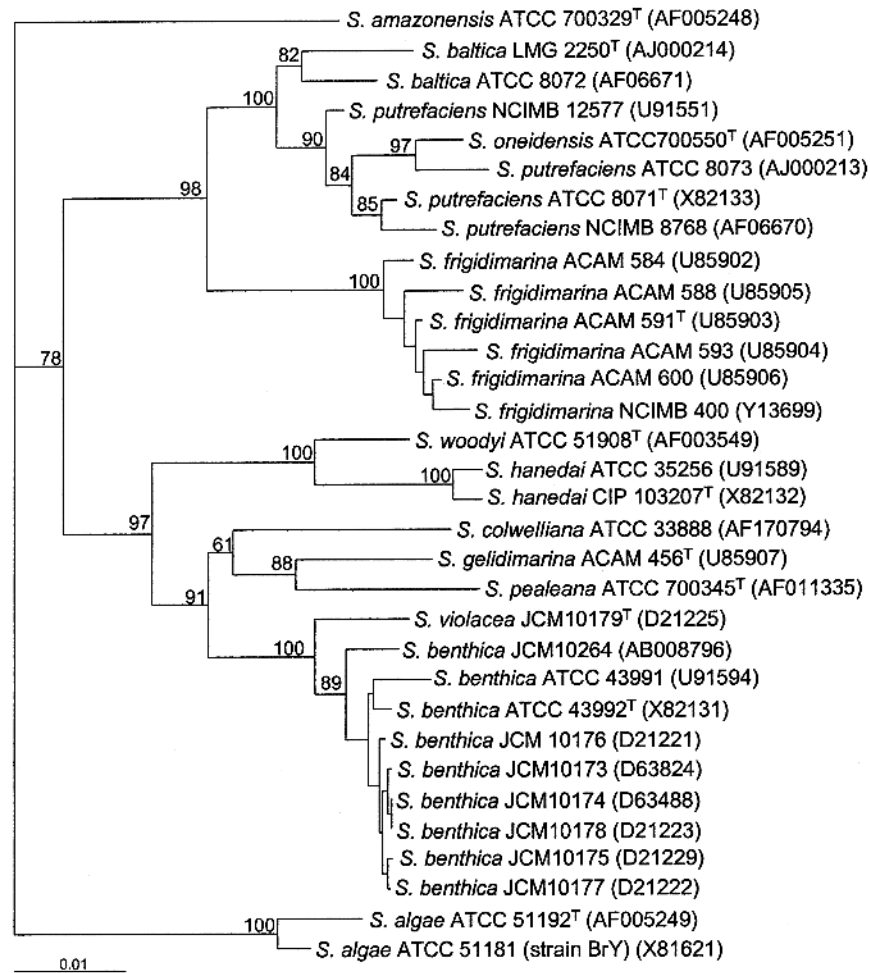 S. amazonensis ATCC 700329ᵀ (AF005248)
S. baltica LMG 2250ᵀ (AJ000214)
82
S. baltica ATCC 8072 (AF06671)
100
S. putrefaciens NCIMB 12577 (U91551)
90
S. oneidensis ATCC700550ᵀ (AF005251)
97
S. putrefaciens ATCC 8073 (AJ000213)
84
98
S. putrefaciens ATCC 8071ᵀ (X82133)
85
S. putrefaciens NCIMB 8768 (AF06670)
S. frigidimarina ACAM 584 (U85902)
100
S. frigidimarina ACAM 588 (U85905)
S. frigidimarina ACAM 591ᵀ (U85903)
S. frigidimarina ACAM 593 (U85904)
78
S. frigidimarina ACAM 600 (U85906)
S. frigidimarina NCIMB 400 (Y13699)
S. woodyi ATCC 51908ᵀ (AF003549)
100
S. hanedai ATCC 35256 (U91589)
100
S. hanedai CIP 103207ᵀ (X82132)
97
S. colwelliana ATCC 33888 (AF170794)
61
S. gelidimarina ACAM 456ᵀ (U85907)
88
S. pealeana ATCC 700345ᵀ (AF011335)
91
S. violacea JCM10179ᵀ (D21225)
100
S. benthica JCM10264 (AB008796)
S. benthica ATCC 43991 (U91594)
89
S. benthica ATCC 43992ᵀ (X82131)
S. benthica JCM 10176 (D21221)
S. benthica JCM10173 (D63824)
S. benthica JCM10174 (D63488)
S. benthica JCM10178 (D21223)
S. benthica JCM10175 (D21229)
S. benthica JCM10177 (D21222)
S. algae ATCC 51192ᵀ (AF005249)
100
S. algae ATCC 51181 (strain BrY) (X81621)
0.01